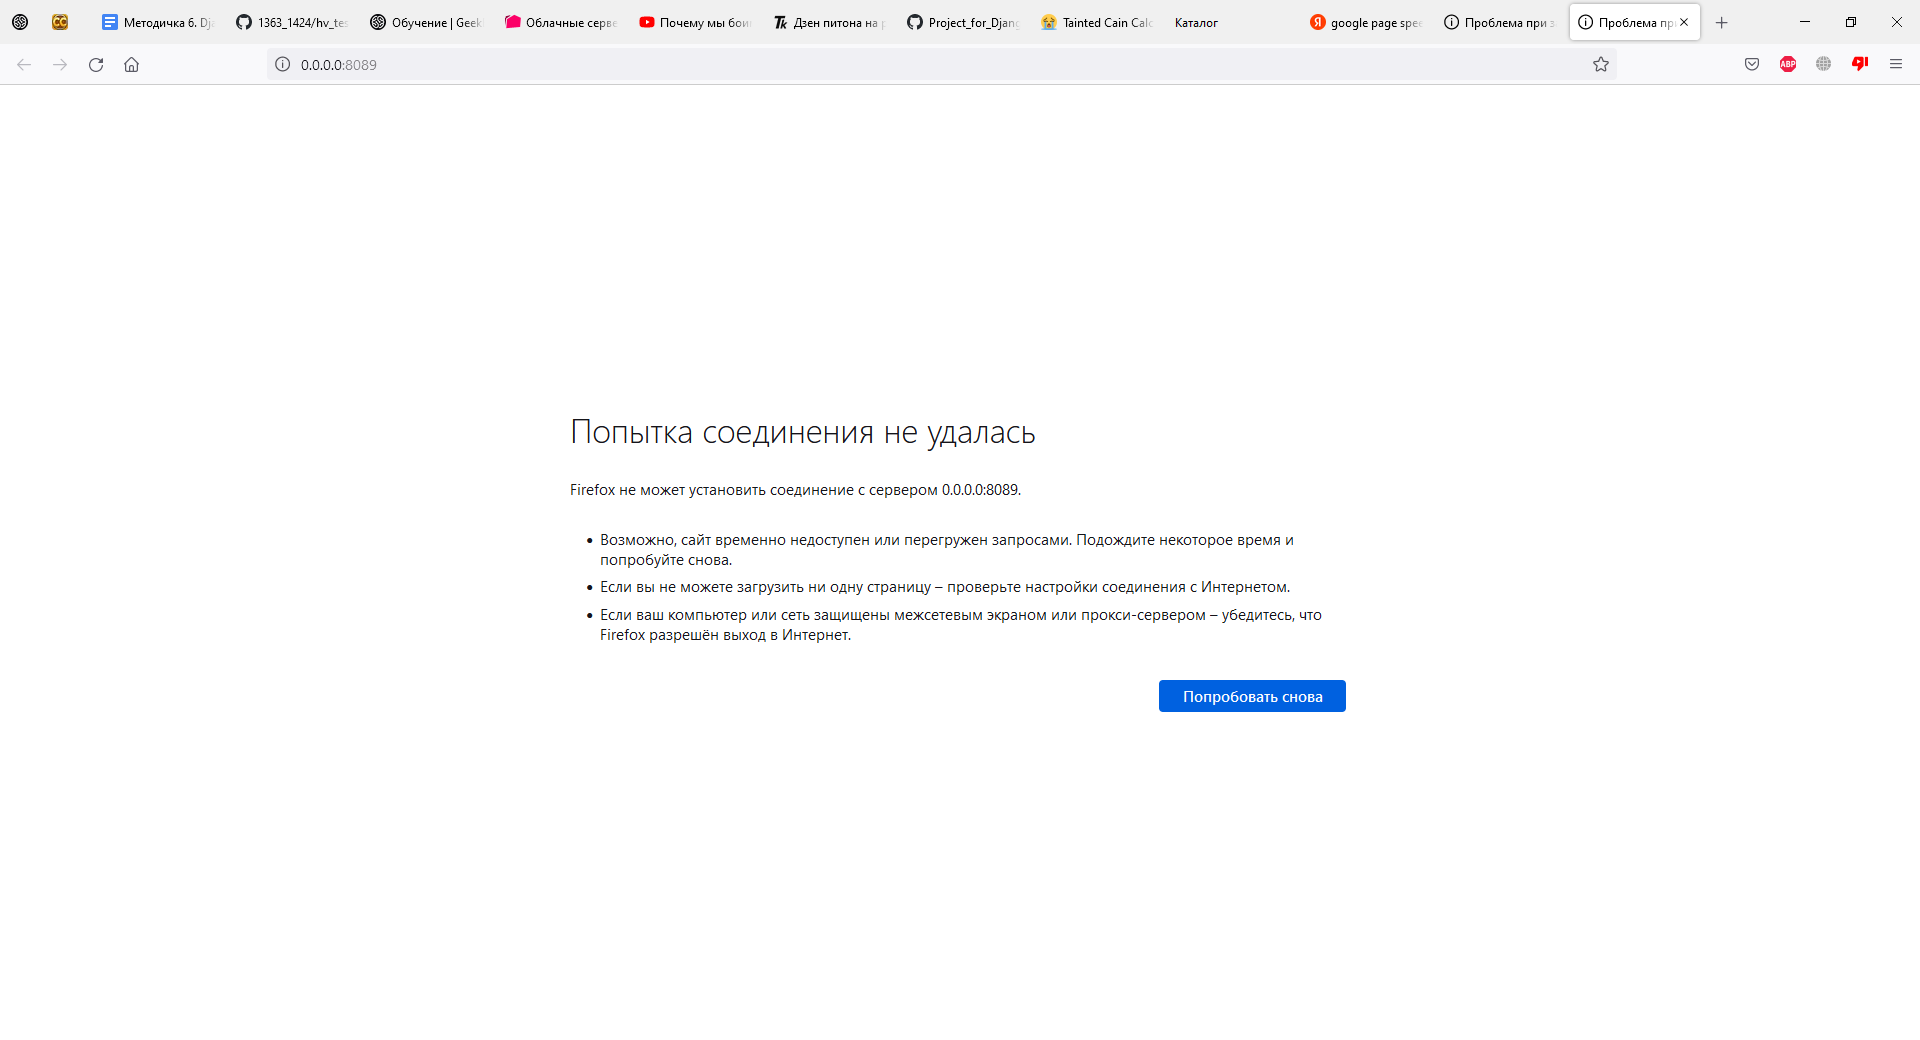 Методичка 6. Dja
1363_1424/hv_tes
Обучение | Geek
Облачные серве
Почему мы бои
Дзен питона на р
Project_for_Djang
Tainted Cain Calc
Каталог
google page spee
Проблема при з
Проблема пр
0.0.0.0:8089
Попытка соединения не удалась
Firefox не может установить соединение с сервером 0.0.0.0:8089.
Возможно, сайт временно недоступен или перегружен запросами. Подождите некоторое время и
попробуйте снова.
Если вы не можете загрузить ни одну страницу – проверьте настройки соединения с Интернетом.
Если ваш компьютер или сеть защищены межсетевым экраном или прокси-сервером – убедитесь, что
Firefox разрешён выход в Интернет.
Попробовать снова